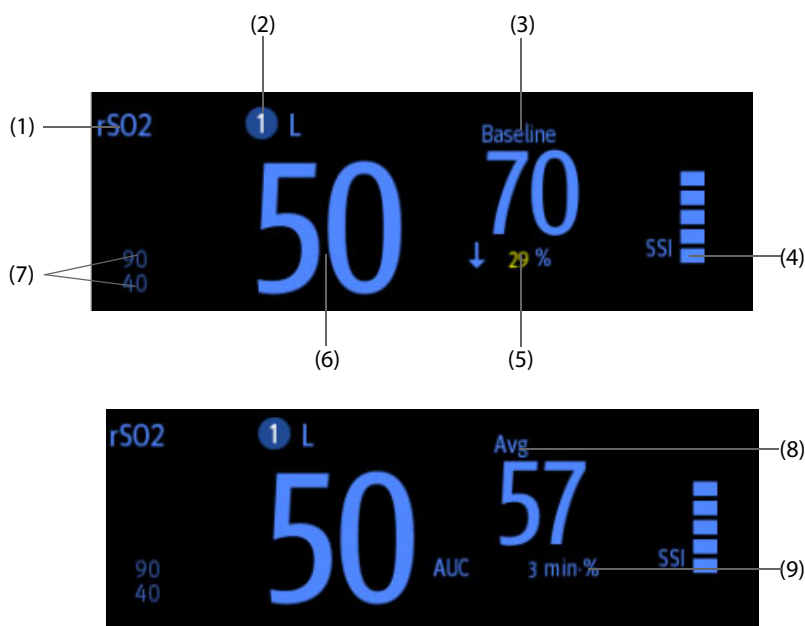 (2) (3)
(1) rSO2 1 L Baseline
50 70
90 ↓ 29 % SSI (4)
(7) 40
(6) (5)
rSO2 1 L Avg (8)
50 57
90 AUC 3 min·% SSI (9)
40